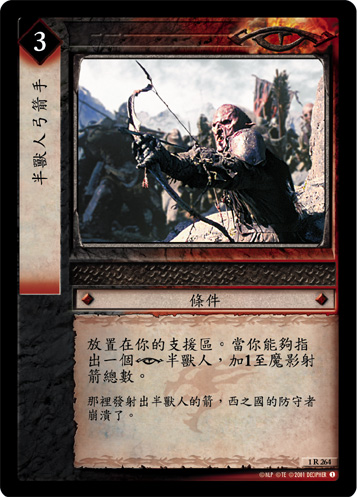 3
半獸人弓箭手
條件
放置在你的支援區。當你能夠指
出一個半獸人,加1至魔影射
箭總數。
那裡發射出半獸人的箭,西之國的防守者
崩潰了。
1 R 264
©NLP ™TE ©2001 DECIPHER